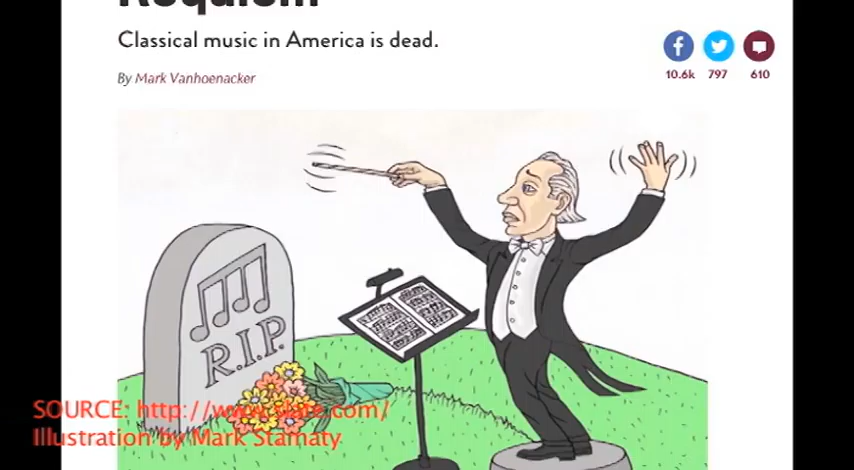 Requiem
Classical music in America is dead.
By Mark Vanhoenacker
10.6k 797 610
R.I.P.
SOURCE: http://www.slate.com/
Illustration by Mark Stamaty